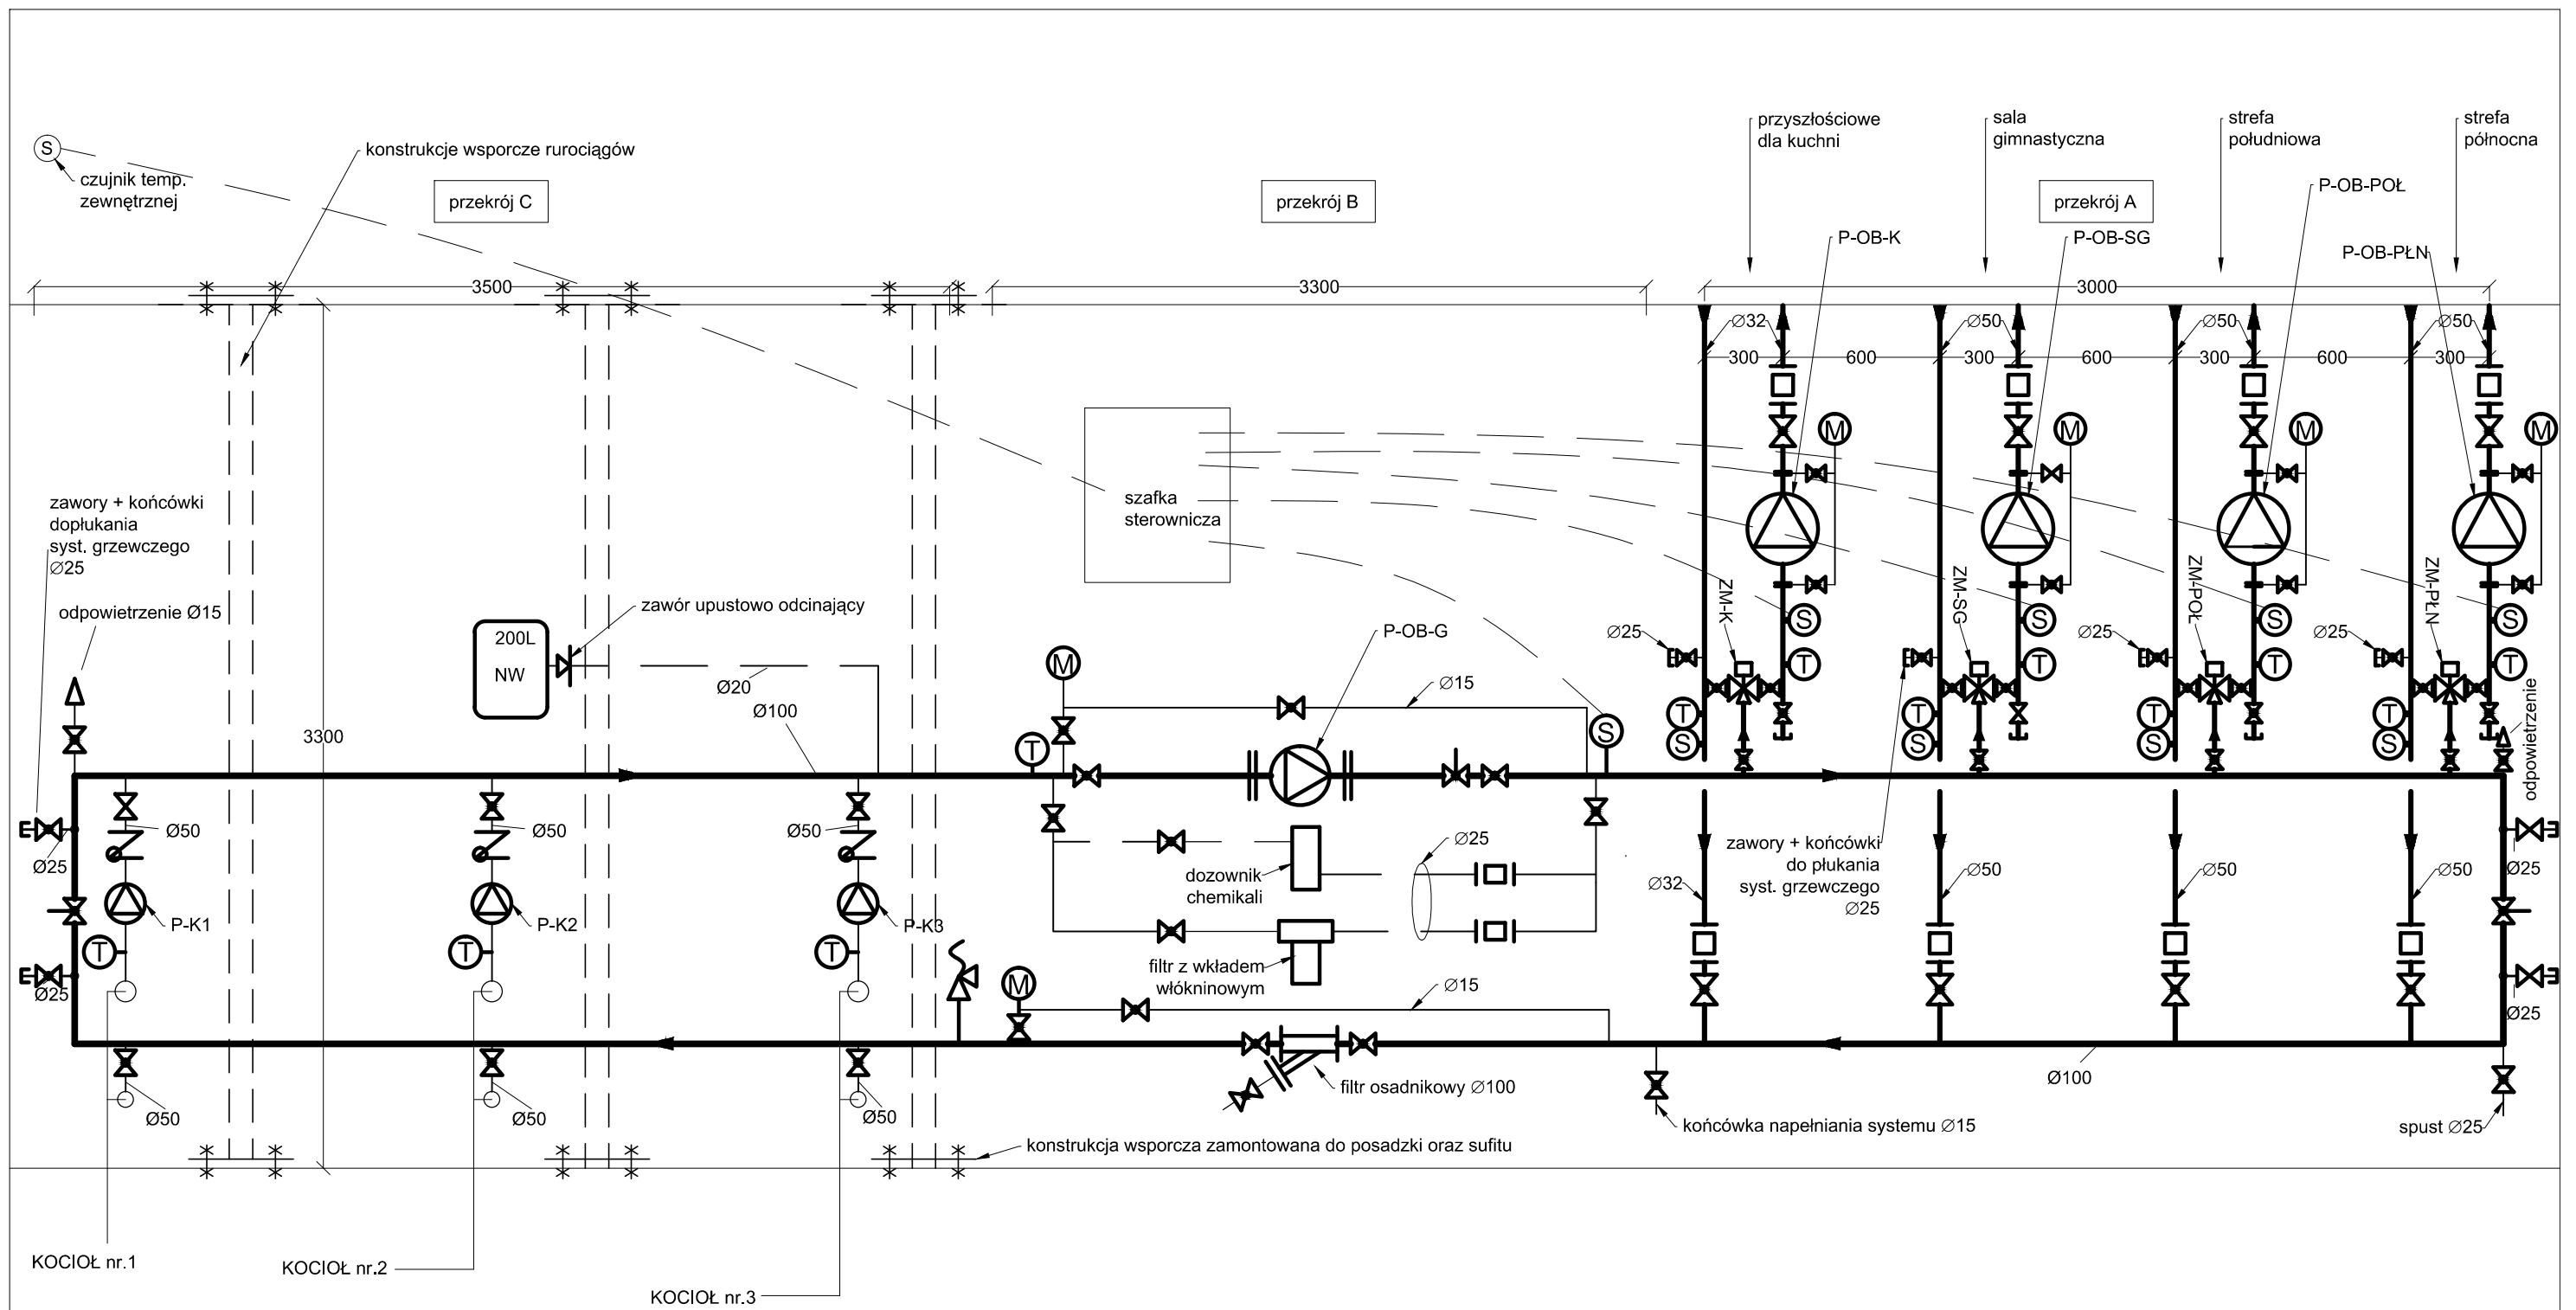 przyszłościowe
dla kuchni
sala
gimnastyczna
strefa
południowa
strefa
północna
S
czujnik temp.
zewnętrznej
konstrukcje wsporcze rurociągów
przekrój C
przekrój B
przekrój A
P-OB-POŁ
P-OB-K
P-OB-SG
P-OB-PŁN
3500
3300
3000
Ø32
Ø50
Ø50
Ø50
300
600
300
600
300
600
300
M
M
M
M
szafka
sterownicza
zawory + końcówki
dopłukania
syst. grzewczego
Ø25
odpowietrzenie Ø15
200L
NW
zawór upustowo odcinający
Ø20
Ø100
3300
P-OB-G
M
T
Ø15
S
ZM-K
ZM-SG
ZM-POŁ
ZM-PŁN
S
S
S
S
Ø25
Ø25
Ø25
T
T
T
T
T
T
T
T
S
S
S
S
odpowietrzenie
Ø50
Ø50
Ø50
Ø25
P-K1
P-K2
P-K3
T
T
T
Ø25
dozownik
chemikali
Ø25
filtr z wkładem
włókninowym
M
Ø15
zawory + końcówki
do płukania
syst. grzewczego
Ø25
Ø32
Ø50
Ø50
Ø50
Ø25
Ø25
Ø50
Ø50
Ø50
filtr osadnikowy Ø100
Ø100
końcówka napełniania systemu Ø15
spust Ø25
konstrukcja wsporcza zamontowana do posadzki oraz sufitu
KOCIOŁ nr.1
KOCIOŁ nr.2
KOCIOŁ nr.3